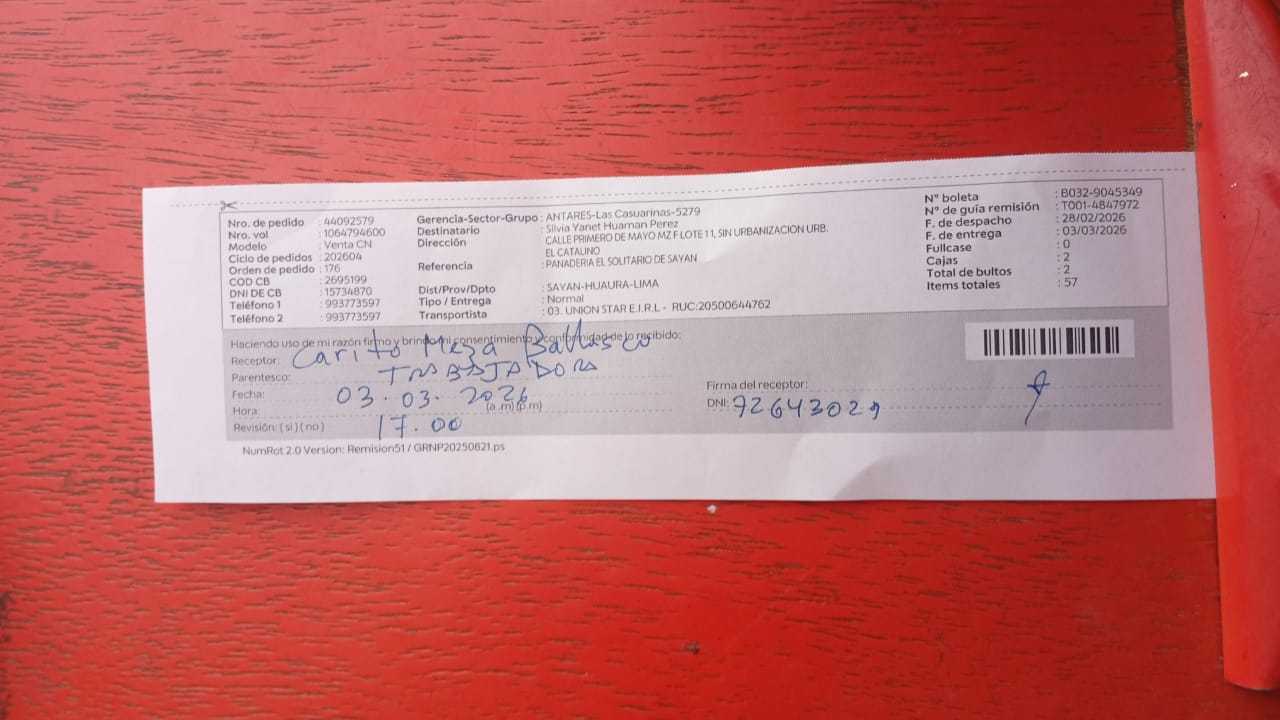 Nro. de pedido : 44092579
Nro. vol : 1064794600
Modelo : Venta CN
Ciclo de pedidos : 202604
Orden de pedido : 176
COD CB : 2695199
DNI DE CB : 15734870
Teléfono 1 : 993773597
Teléfono 2 : 993773597
Gerencia-Sector-Grupo : ANTARES-Las Casuarinas-5279
Destinatario : Silvia Yanet Huaman Perez
Dirección : CALLE PRIMERO DE MAYO MZ F LOTE 11, SIN URBANIZACION URB.
EL CATALINO
Referencia : PANADERIA EL SOLITARIO DE SAYAN
Dist/Prov/Dpto : SAYAN-HUAURA-LIMA
Tipo / Entrega : Normal
Transportista : 03. UNION STAR E.I.R.L - RUC:20500644762
N° boleta : B032-9045349
N° de guía remisión : T001-4847972
F. de despacho : 28/02/2026
F. de entrega : 03/03/2026
Fullcase : 0
Cajas : 2
Total de bultos : 2
Items totales : 57
Haciendo uso de mi razón firmo y brindo mi consentimiento y conformidad de lo recibido:
Receptor: Carito Meza
Parentesco: TRABAJADORA
Fecha: 03.03.2026
Hora: (a.m)(p.m)
17.00
Revisión: ( si ) ( no )
Firma del receptor:
DNI: 72643029
NumRot 2.0 Version: Remision51 / GRNP20250621.ps